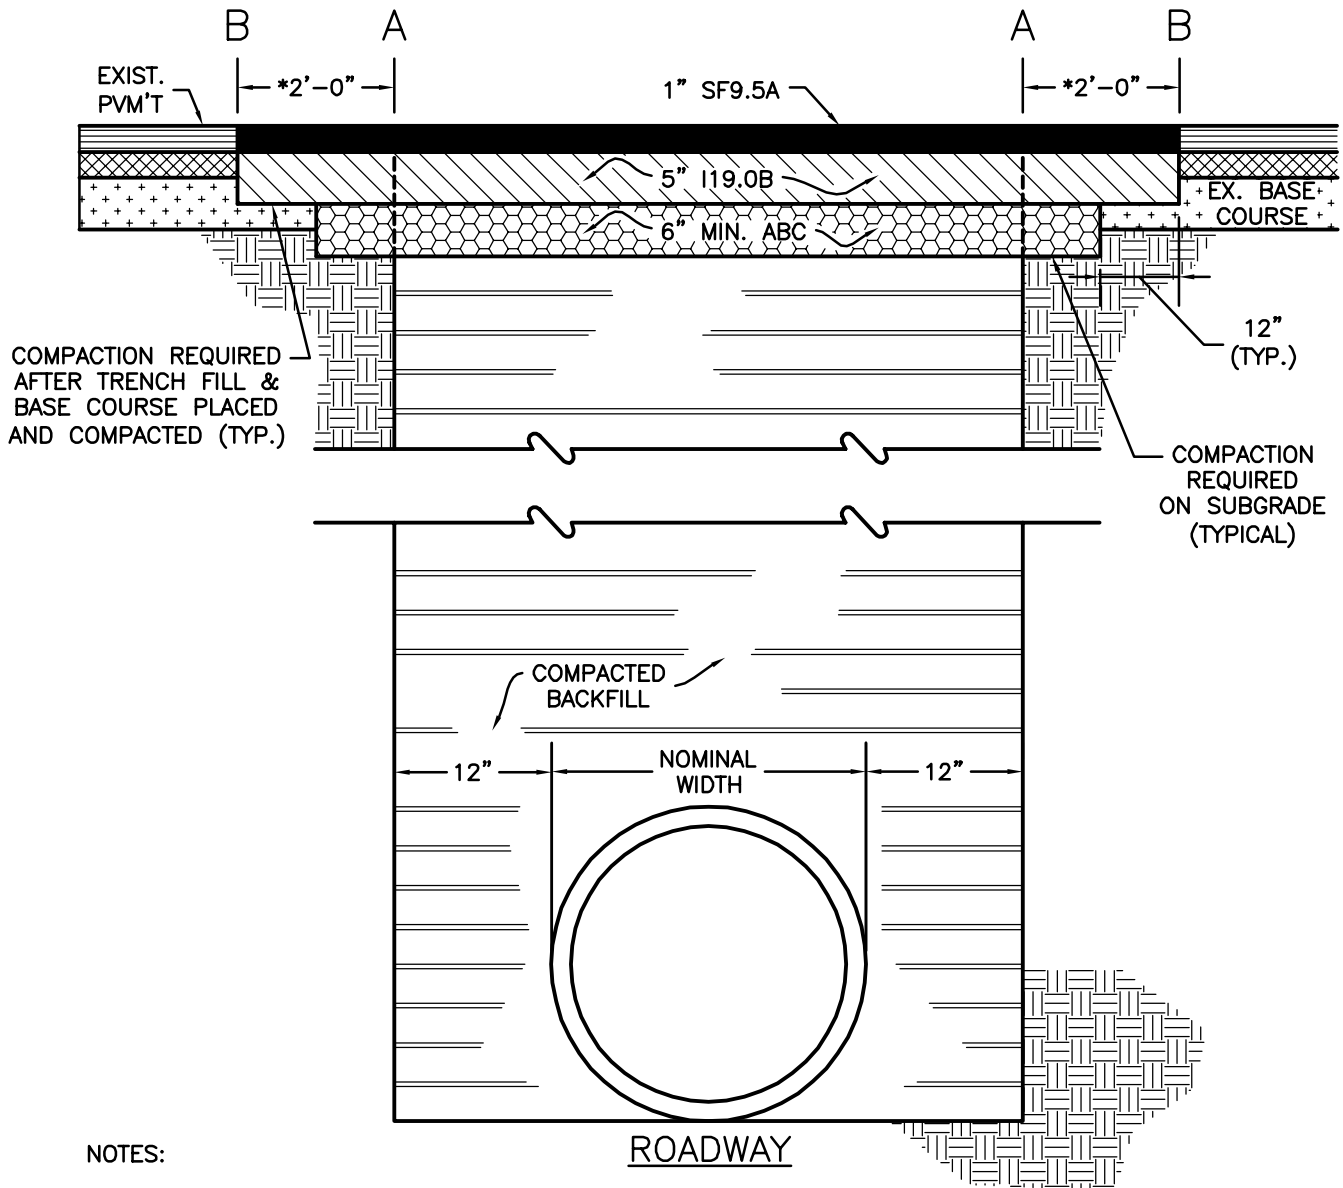 B A A B
EXIST.
PVM'T
*2'-0"
1" SF9.5A
*2'-0"
5" I19.0B
6" MIN. ABC
EX. BASE
COURSE
12"
(TYP.)
COMPACTION REQUIRED
AFTER TRENCH FILL &
BASE COURSE PLACED
AND COMPACTED (TYP.)
COMPACTION
REQUIRED
ON SUBGRADE
(TYPICAL)
COMPACTED
BACKFILL
12"
NOMINAL
WIDTH
12"
NOTES:
ROADWAY